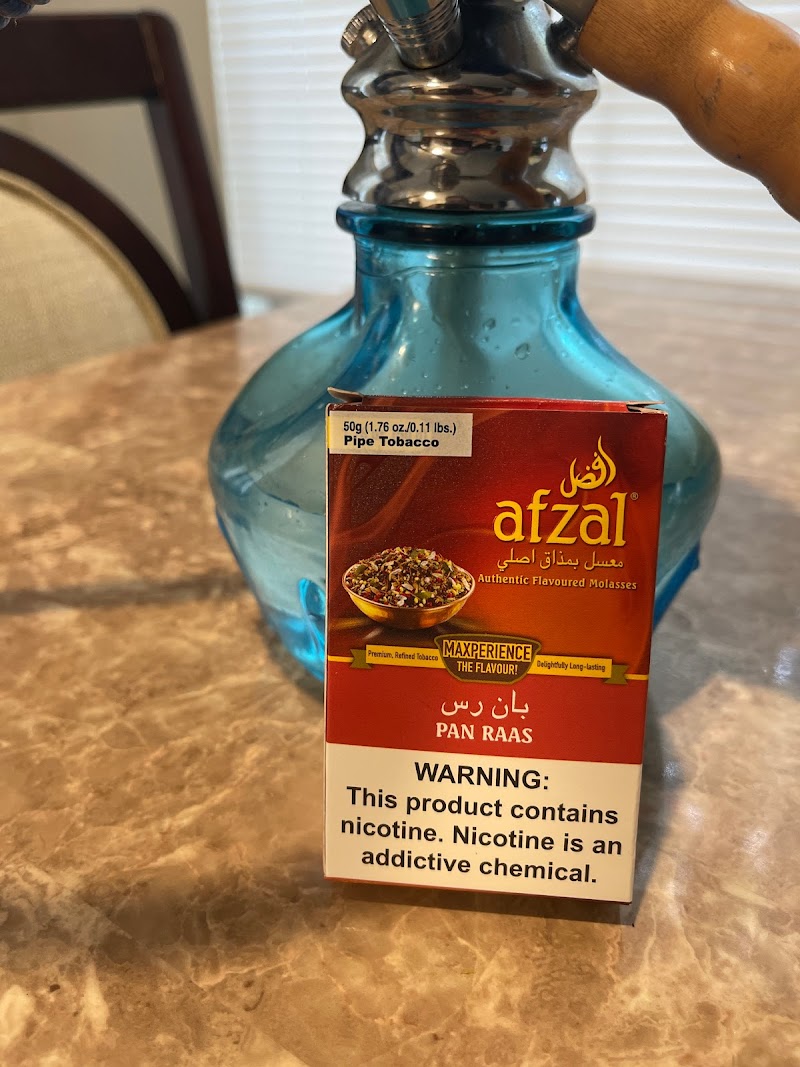 50g (1.76 oz./0.11 lbs.)
Pipe Tobacco
افضل
afzal®
معسل بمذاق اصلي
Authentic Flavoured Molasses
Premium, Refined Tobacco
MAXPERIENCE
THE FLAVOUR!
Delightfully Long-lasting
بان رس
PAN RAAS
WARNING:
This product contains
nicotine. Nicotine is an
addictive chemical.